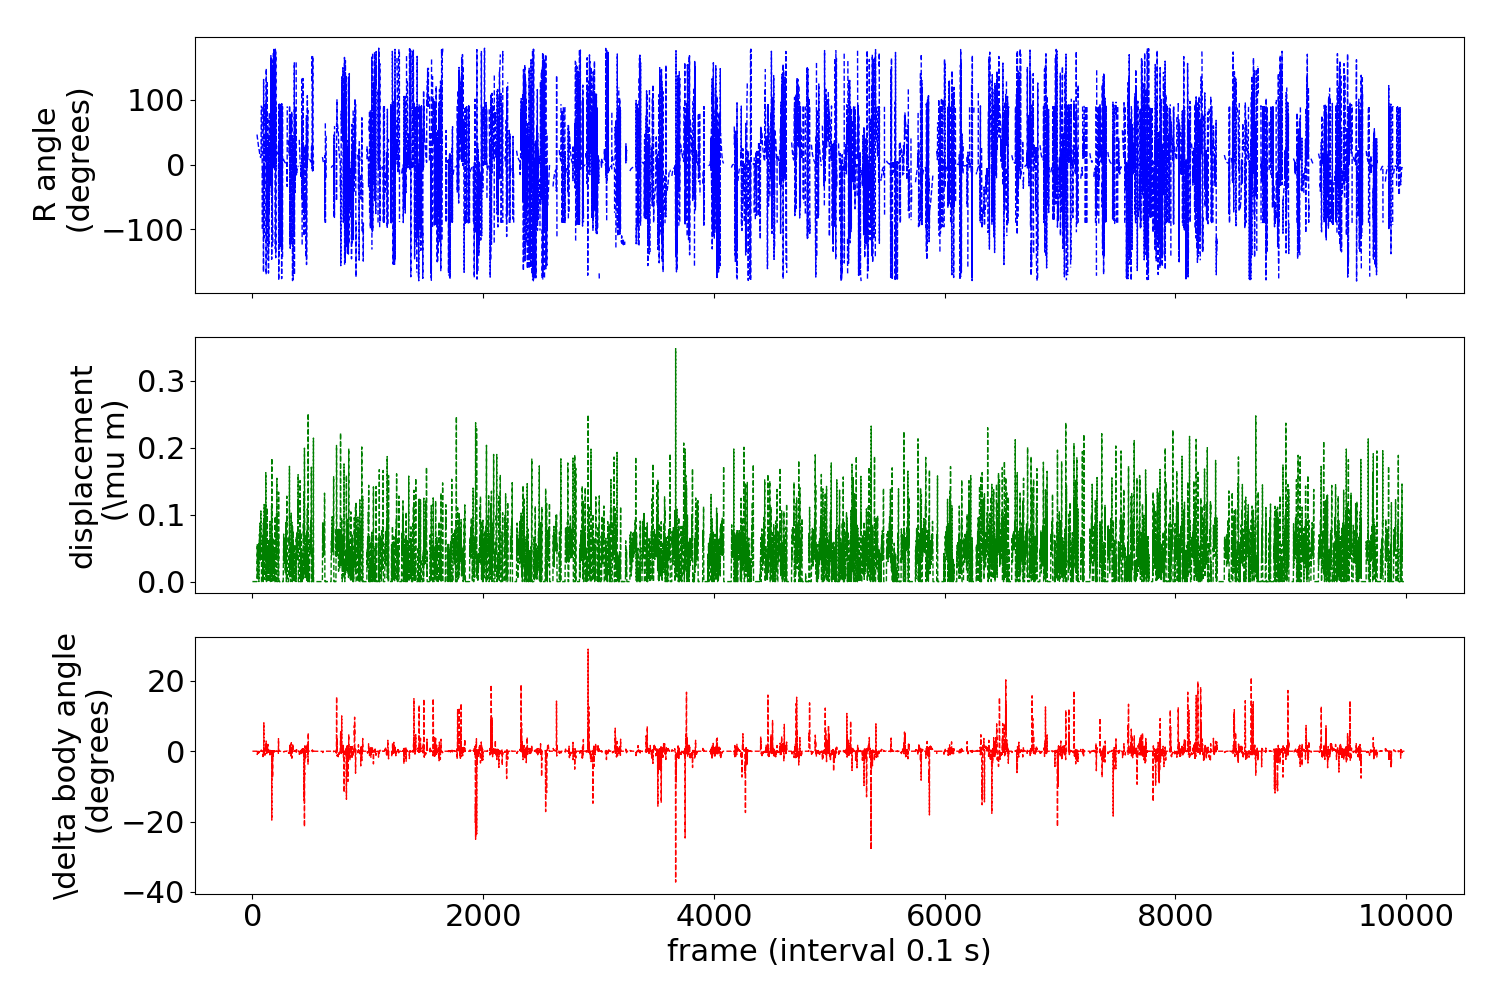 R angle
(degrees)
100
0
−100
displacement
(\mu m)
0.3
0.2
0.1
0.0
\delta body angle
(degrees)
20
0
−20
−40
0 2000 4000 6000 8000 10000
frame (interval 0.1 s)